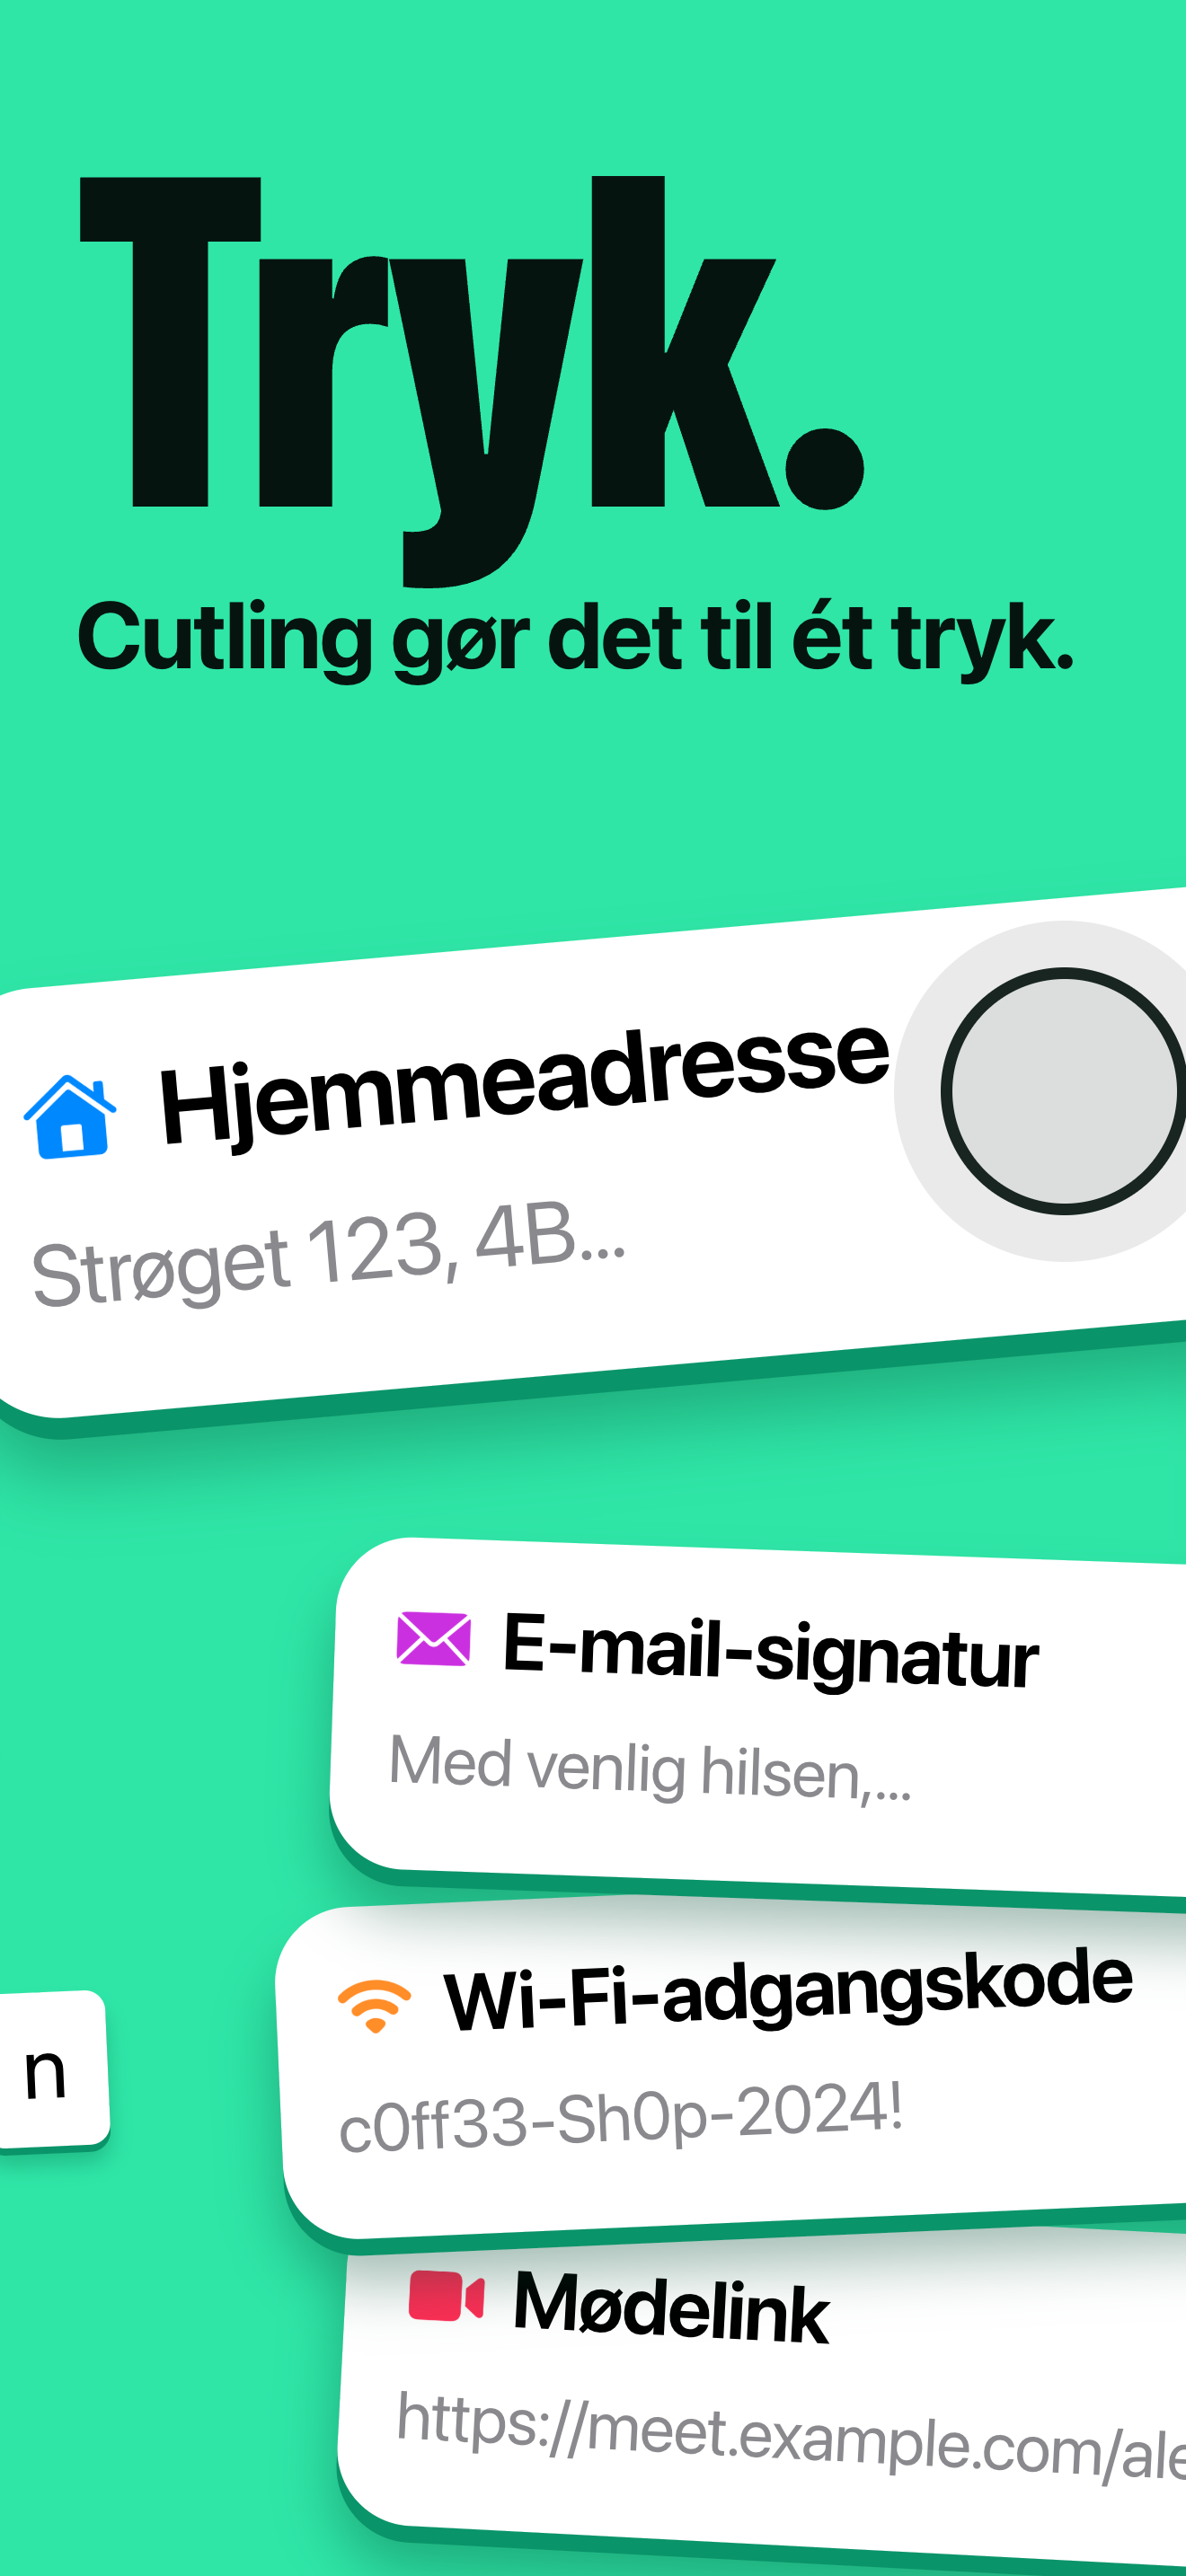 Tryk.
Cutling gør det til ét tryk.
Hjemmeadresse
Strøget 123, 4B...
E-mail-signatur
Med venlig hilsen,...
Wi-Fi-adgangskode
n
c0ff33-Sh0p-2024!
Mødelink
https://meet.example.com/ale